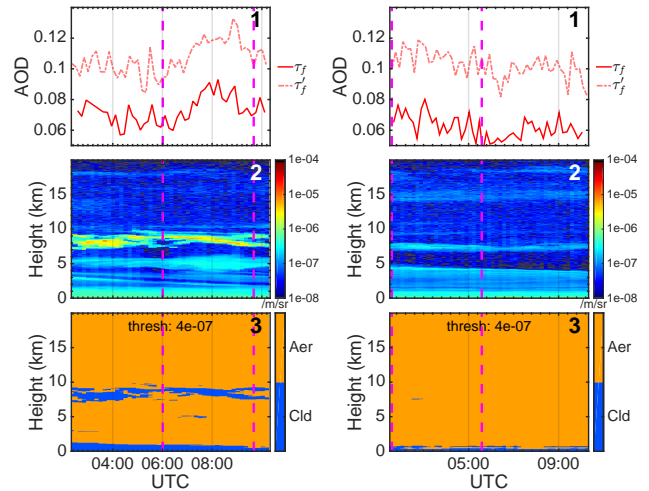 1
1
AOD
0.12
0.1
0.08
0.06
τf
τ′f
AOD
0.12
0.1
0.08
0.06
τf
τ′f
2
2
Height (km)
15
10
5
0
1e-04
1e-05
1e-06
1e-07
1e-08
/m/sr
Height (km)
15
10
5
0
1e-04
1e-05
1e-06
1e-07
1e-08
/m/sr
thresh: 4e-07
3
thresh: 4e-07
3
Height (km)
20
15
10
5
0
Aer
Cld
Height (km)
20
15
10
5
0
Aer
Cld
04:00 06:00 08:00
05:00 09:00
UTC
UTC